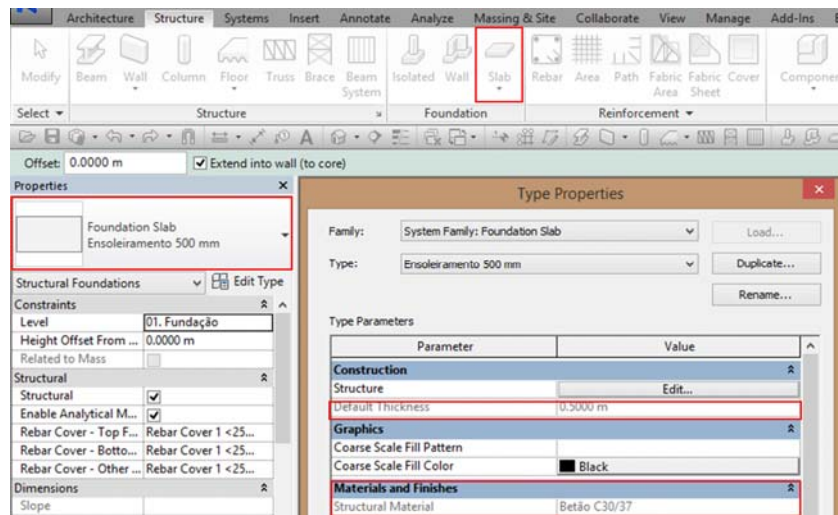 Architecture Structure Systems Insert Annotate Analyze Massing & Site Collaborate View Manage Add-Ins
Modify Beam Wall Column Floor Truss Brace Beam System Isolated Wall Slab Rebar Area Path Fabric Area Fabric Sheet Cover
Select Structure Foundation Reinforcement
Offset: 0.0000 m Extend into wall (to core)
Properties
Foundation Slab
Ensoleiramento 500 mm
Structural Foundations Edit Type
Constraints
Level 01. Fundação
Height Offset From ... 0.0000 m
Related to Mass
Structural
Structural
Enable Analytical M...
Rebar Cover - Top F... Rebar Cover 1 <25...
Rebar Cover - Botto... Rebar Cover 1 <25...
Rebar Cover - Other ... Rebar Cover 1 <25...
Dimensions
Slope
Type Properties
Family: System Family: Foundation Slab Load...
Type: Ensoleiramento 500 mm Duplicate...
Rename...
Type Parameters
Parameter Value
Construction
Structure Edit...
Default Thickness 0.5000 m
Graphics
Coarse Scale Fill Pattern
Coarse Scale Fill Color Black
Materials and Finishes
Structural Material Betão C30/37